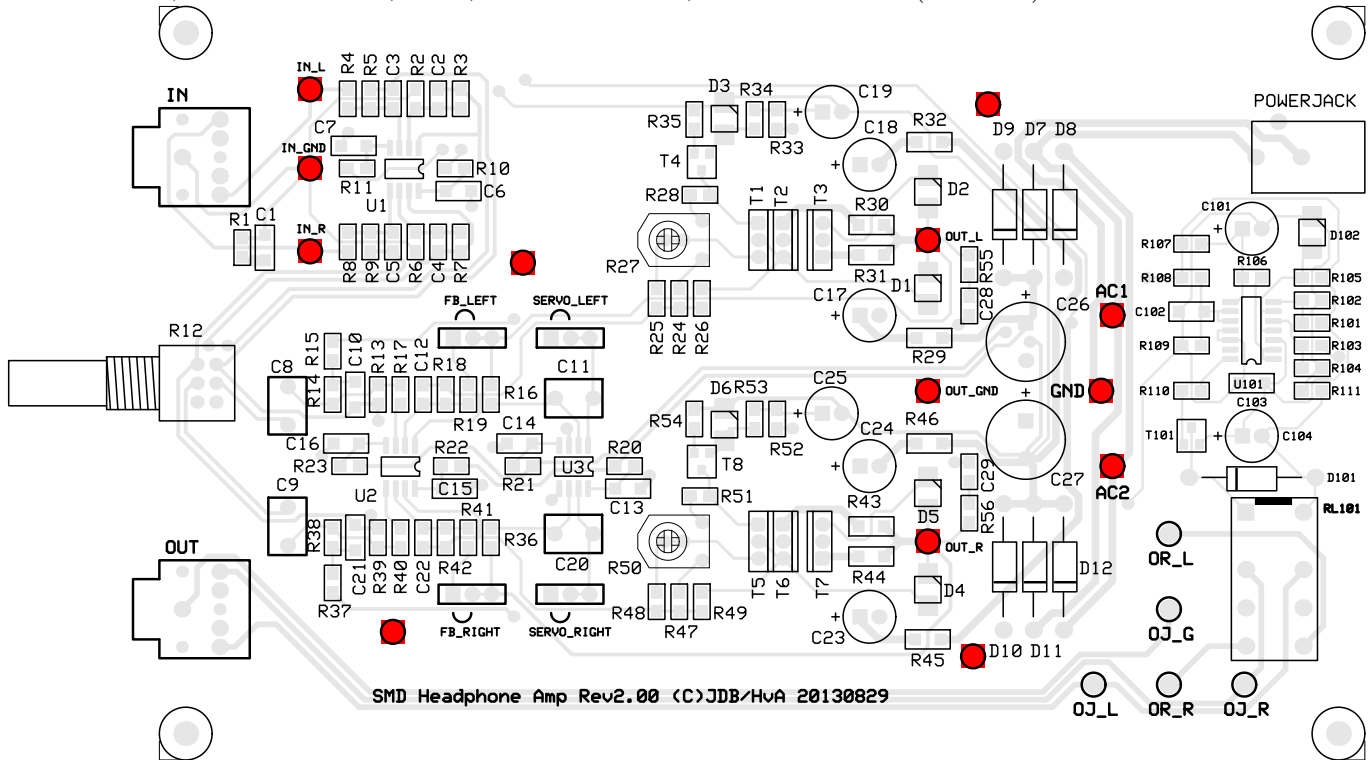 IN_L
R4
R5
C3
R2
C2
R3
IN
D3
R34
C19
POWERJACK
R35
R33
C18
R32
D9
D7
D8
C7
IN_GND
T4
R11
R10
U1
C6
R28
D2
T1
T2
T3
R1
C1
IN_R
R30
OUT_L
C101
D102
R107
R27
R31
R55
R106
R8
R9
C5
R6
C4
R7
R108
R105
FB_LEFT
SERVO_LEFT
C17
D1
C28
C26
AC1
C102
R102
R101
R12
R15
C10
R13
R17
C12
R18
R25
R24
R26
R29
R109
R103
C8
R14
C11
R16
R19
D6
R53
C25
OUT_GND
GND
R104
U101
R110
R111
C103
R54
R52
R46
C24
T101
C104
C16
R22
C14
R23
U3
R20
T8
R21
C15
C13
U2
R51
C29
C27
AC2
D101
C9
R41
R43
R56
RL101
R38
R36
D5
OUT_R
OR_L
OUT
C21
R39
R40
C22
R42
C20
R50
R44
D12
T5
T6
T7
R37
R48
R47
R49
D4
C23
OJ_G
FB_RIGHT
SERVO_RIGHT
R45
D10
D11
SMD Headphone Amp Rev2.00 (C)JDB/HvA 20130829
OJ_L
OR_R
OJ_R